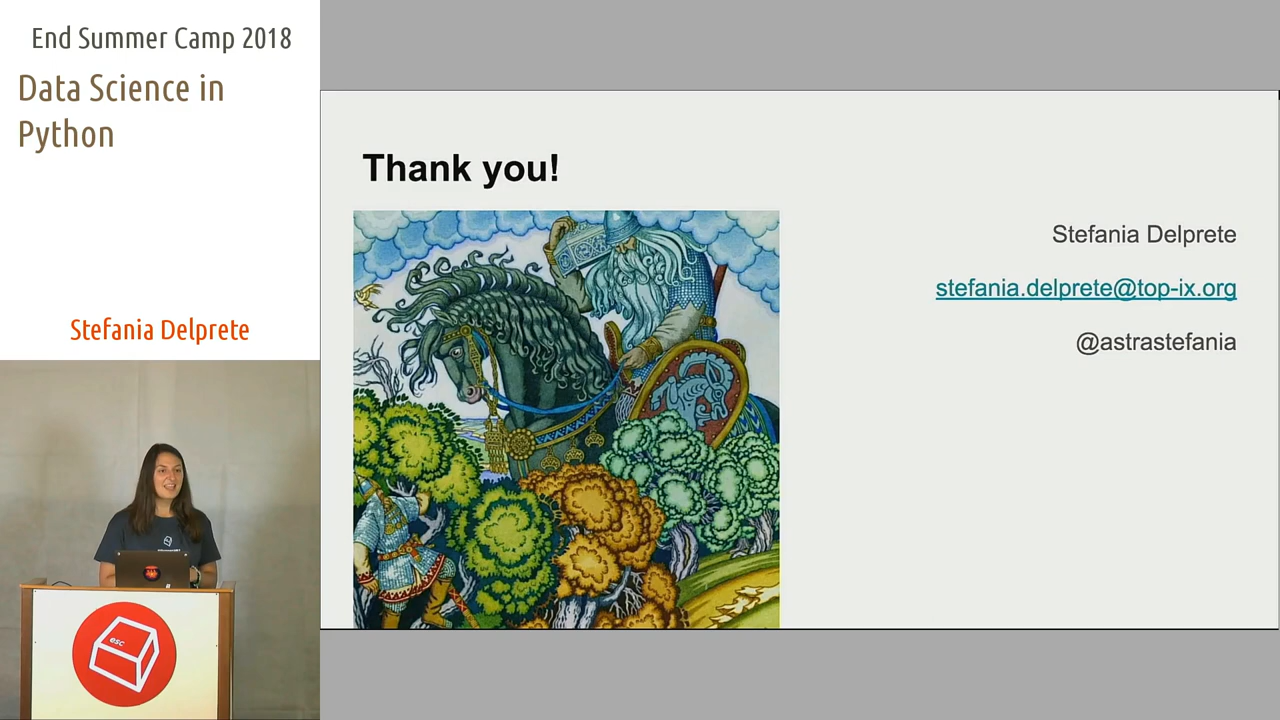 End Summer Camp 2018
Data Science in
Python
Stefania Delprete
esc
Thank you!
Stefania Delprete
stefania.delprete@top-ix.org
@astrastefania